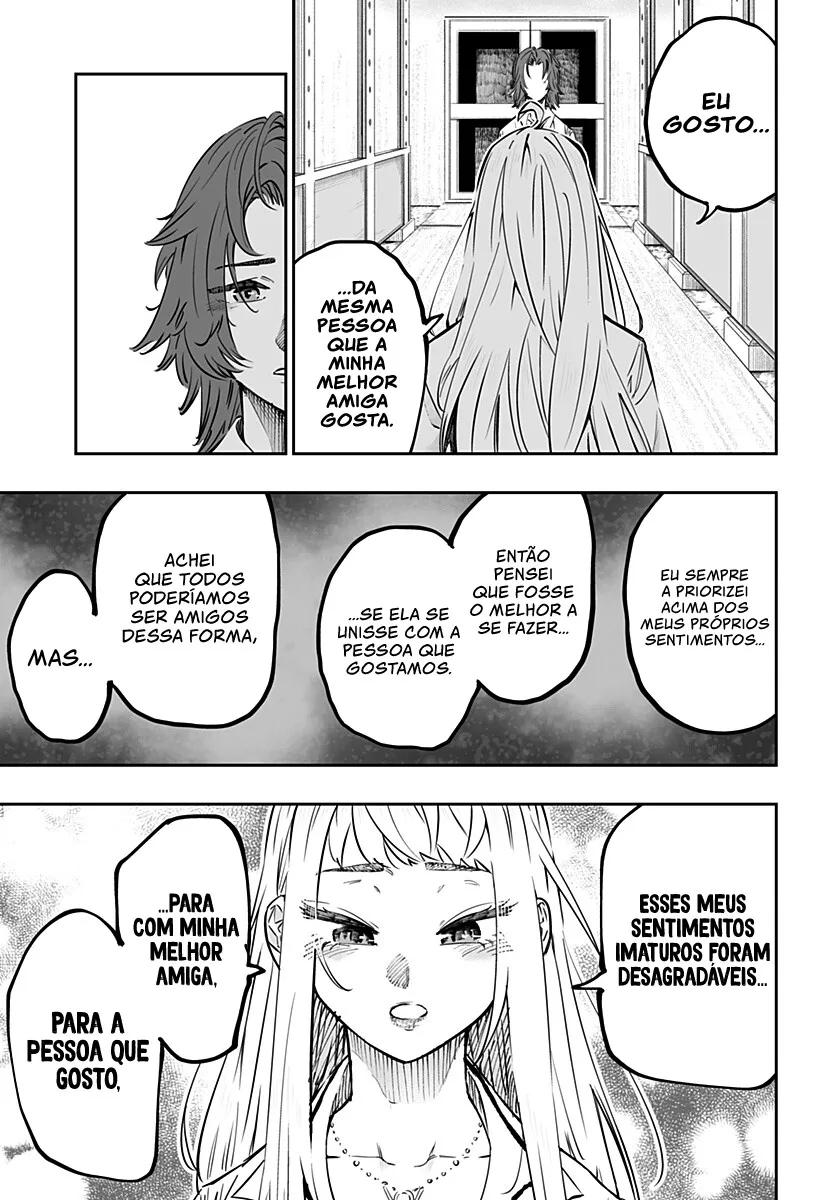 EU
GOSTO...
...DA
MESMA
PESSOA
QUE A
MINHA
MELHOR
AMIGA
GOSTA.
EU SEMPRE
A PRIORIZEI
ACIMA DOS
MEUS PRÓPRIOS
SENTIMENTOS...
ENTÃO
PENSEI
QUE FOSSE
O MELHOR A
SE FAZER...
...SE ELA SE
UNISSE COM A
PESSOA QUE
GOSTAMOS.
ACHEI
QUE TODOS
PODERÍAMOS
SER AMIGOS
DESSA FORMA,
MAS...
ESSES MEUS
SENTIMENTOS
IMATUROS FORAM
DESAGRADÁVEIS...
...PARA
COM MINHA
MELHOR
AMIGA,
PARA A
PESSOA QUE
GOSTO,